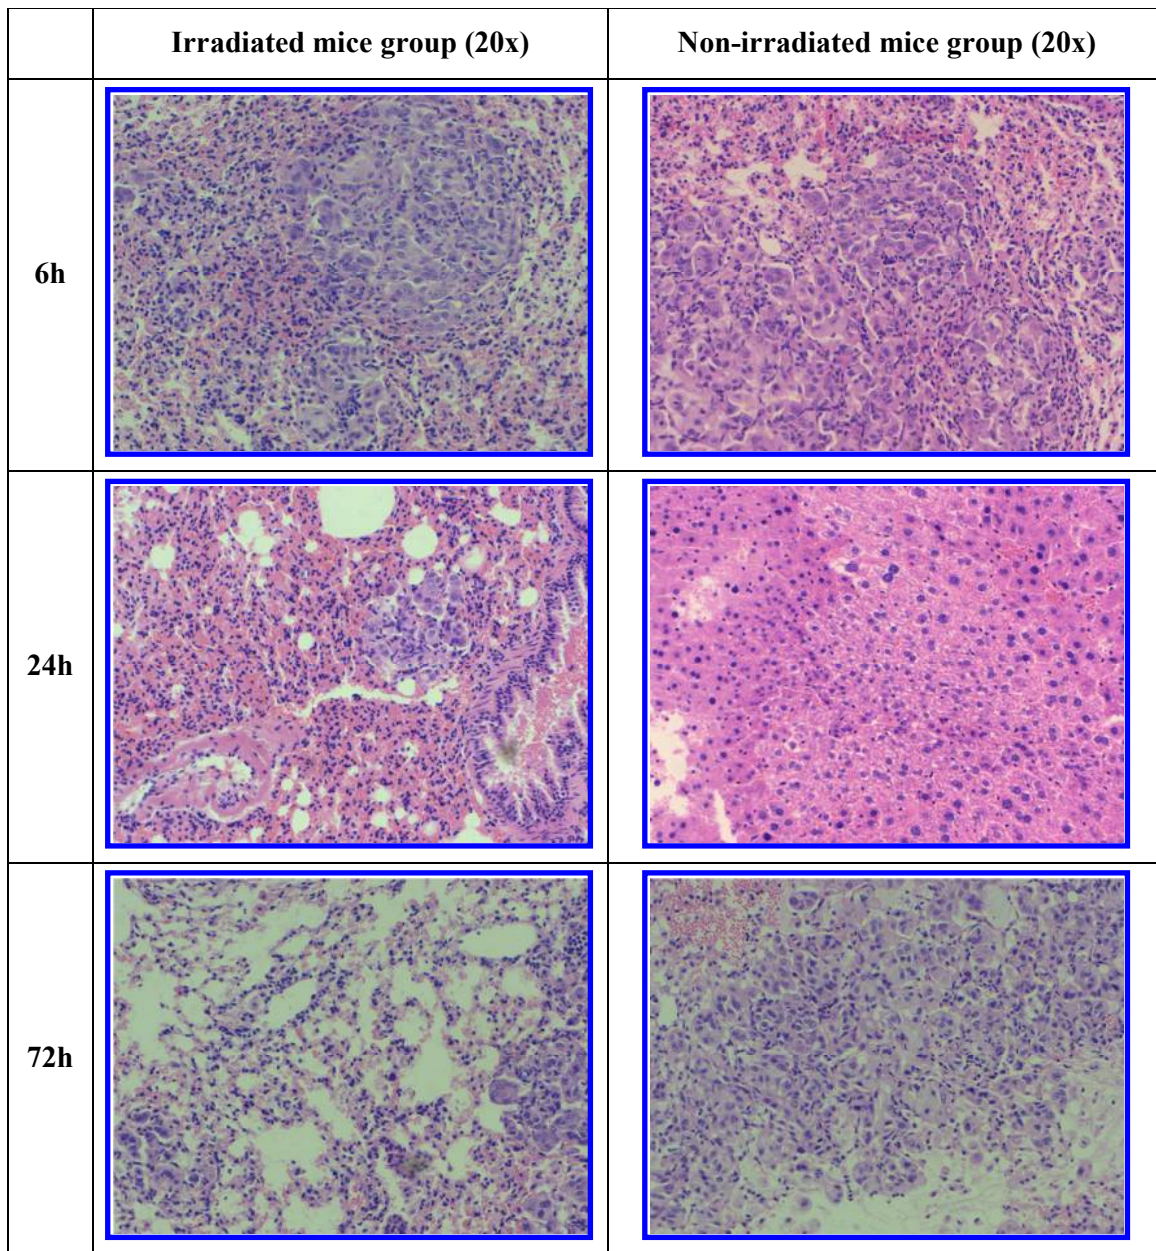 Irradiated mice group (20x)
Non-irradiated mice group (20x)
6h
24h
72h